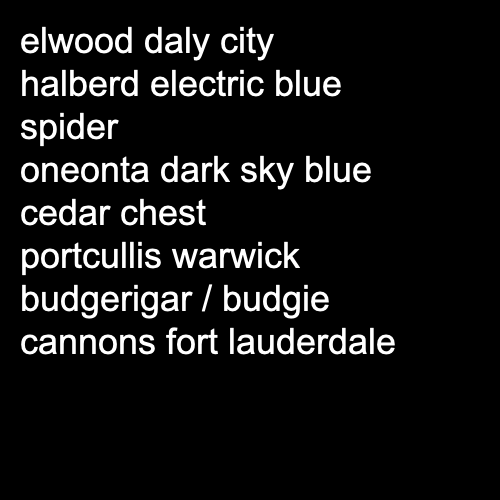 elwood daly city
halberd electric blue
spider
oneonta dark sky blue
cedar chest
portcullis warwick
budgerigar / budgie
cannons fort lauderdale